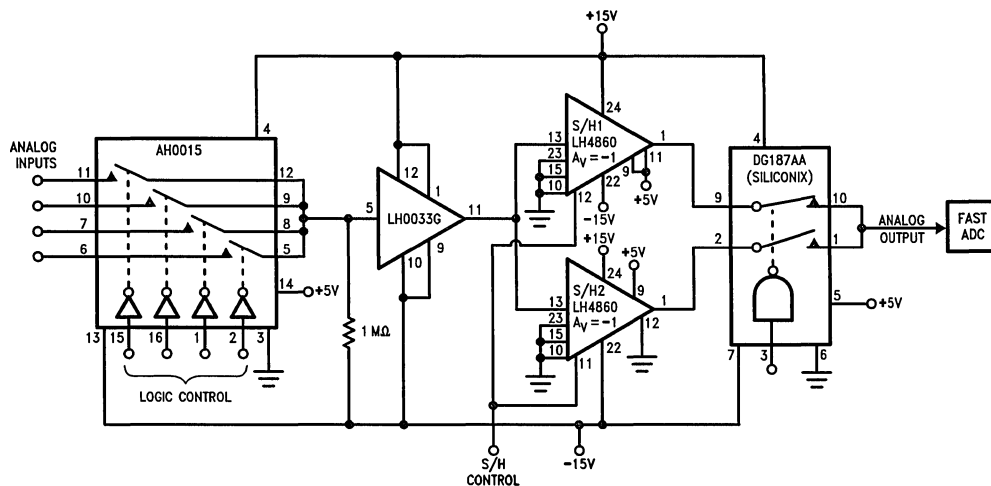 +15V
4
ANALOG
INPUTS
AH0015
11
12
10
9
7
8
6
5
14
+5V
13
15
16
1
2
3
LOGIC CONTROL
1 MΩ
5
12
1
LH0033G
11
10
9
24
S/H1
LH4860
AV = −1
13
23
15
10
1
11
9
+5V
22
12
−15V
+15V
24
+5V
9
S/H2
LH4860
AV = −1
13
23
15
10
1
12
22
11
S/H
CONTROL
−15V
4
DG187AA
(SILICONIX)
9
10
2
1
5
+5V
7
3
6
ANALOG
OUTPUT
FAST
ADC